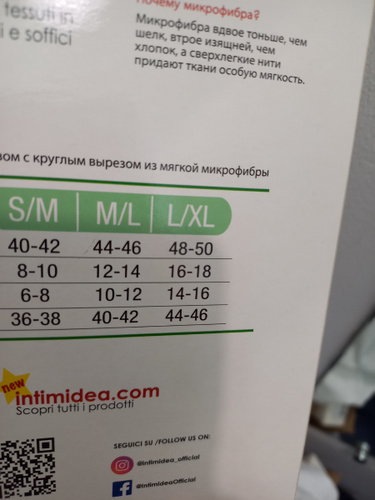 tessuti in
i e soffici
Почему микрофибра?
Микрофибра вдвое тоньше, чем
шелк, втрое изящней, чем
хлопок, а сверхлегкие нити
придают ткани особую мягкость.
с круглым вырезом из мягкой микрофибры
S/M M/L L/XL
40-42 44-46 48-50
8-10 12-14 16-18
6-8 10-12 14-16
36-38 40-42 44-46
new
intimidea.com
Scopri tutti i prodotti
SEGUICI SU /FOLLOW US ON:
@intimidea_official
@intimideaOfficial